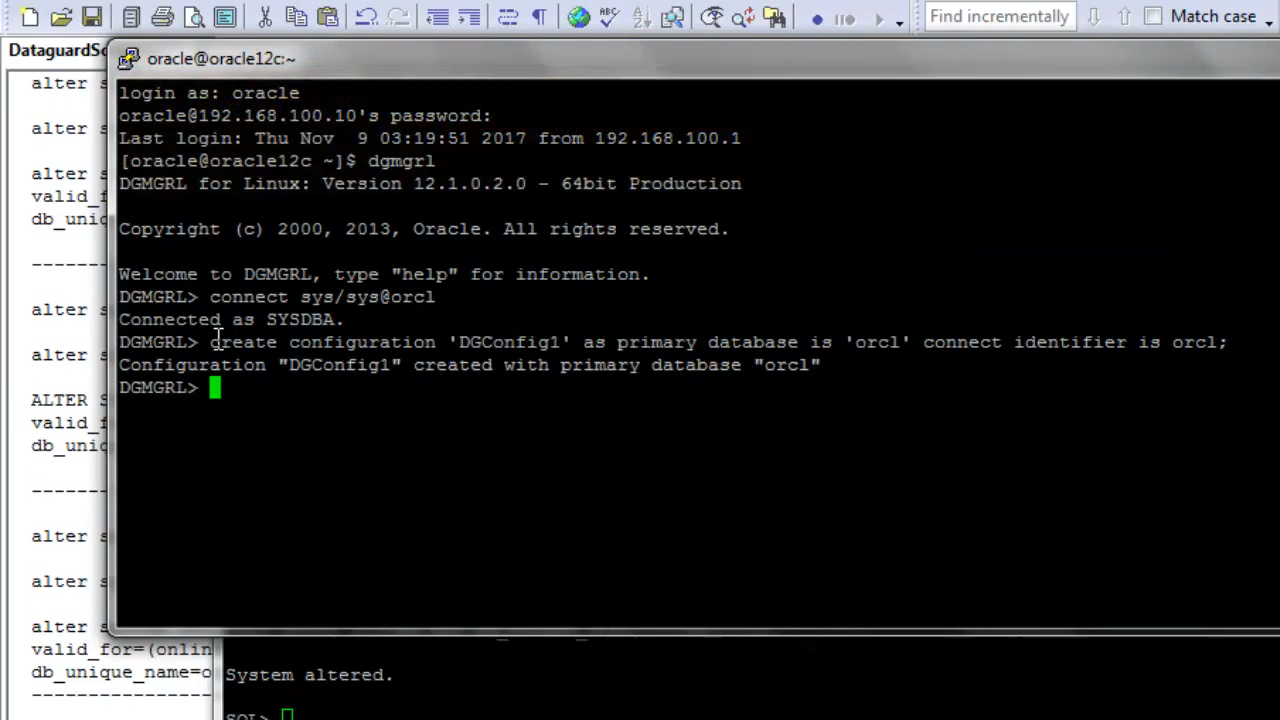 Find incrementally
Match case
DataguardSc
oracle@oracle12c:~
login as: oracle
oracle@192.168.100.10's password:
Last login: Thu Nov  9 03:19:51 2017 from 192.168.100.1
[oracle@oracle12c ~]$ dgmgrl
DGMGRL for Linux: Version 12.1.0.2.0 - 64bit Production
Copyright (c) 2000, 2013, Oracle. All rights reserved.
Welcome to DGMGRL, type "help" for information.
DGMGRL> connect sys/sys@orcl
Connected as SYSDBA.
DGMGRL> create configuration 'DGConfig1' as primary database is 'orcl' connect identifier is orcl;
Configuration "DGConfig1" created with primary database "orcl"
DGMGRL>
alter s
alter s
alter s
valid_f
db_uniq
--------
alter s
alter s
ALTER S
valid_f
db_uniq
--------
alter s
alter s
alter s
valid_for=(onlin
db_unique_name=o
-----------------
System altered.
SQL>